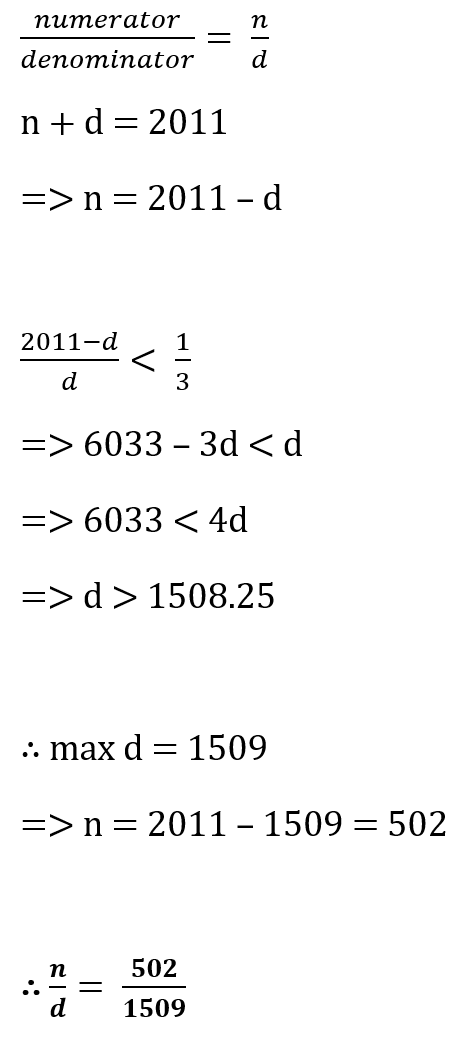 numerator/denominator = n/d
n + d = 2011
=> n = 2011 – d
2011−d/d < 1/3
=> 6033 – 3d < d
=> 6033 < 4d
=> d > 1508.25
∴ max d = 1509
=> n = 2011 – 1509 = 502
∴ n/d = 502/1509